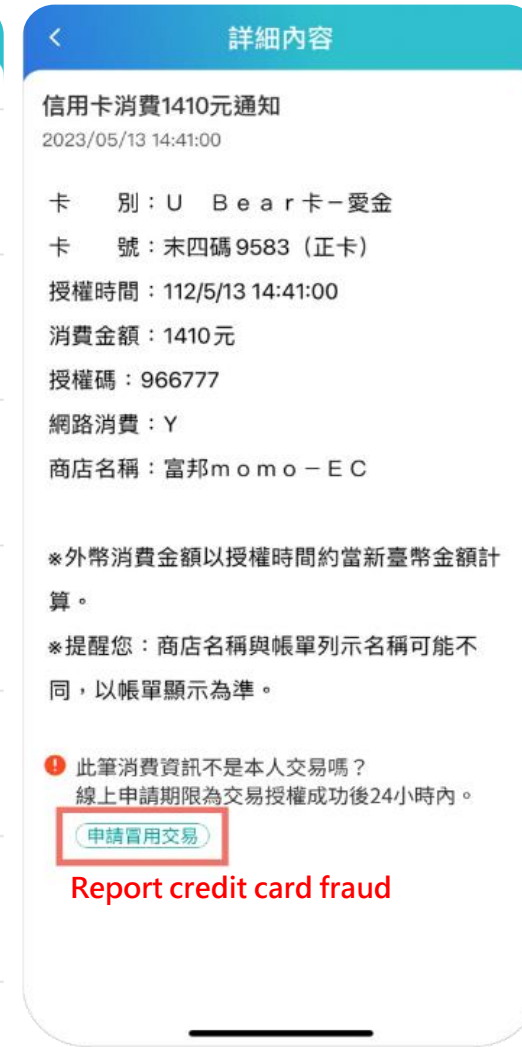 詳細內容
信用卡消費1410元通知
2023/05/13 14:41:00
卡　別：Ｕ　Ｂｅａｒ卡－愛金
卡　號：末四碼9583（正卡）
授權時間：112/5/13 14:41:00
消費金額：1410元
授權碼：966777
網路消費：Y
商店名稱：富邦ｍｏｍｏ－ＥＣ
※外幣消費金額以授權時間約當新臺幣金額計
算。
※提醒您：商店名稱與帳單列示名稱可能不
同，以帳單顯示為準。
此筆消費資訊不是本人交易嗎？
線上申請期限為交易授權成功後24小時內。
申請冒用交易
Report credit card fraud